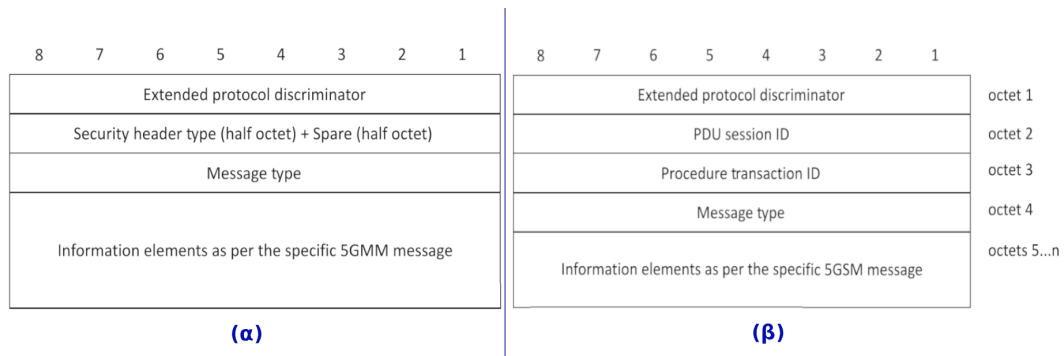 8 7 6 5 4 3 2 1
Extended protocol discriminator
Security header type (half octet) + Spare (half octet)
Message type
Information elements as per the specific 5GMM message
(α)
8 7 6 5 4 3 2 1
Extended protocol discriminator octet 1
PDU session ID octet 2
Procedure transaction ID octet 3
Message type octet 4
Information elements as per the specific 5GSM message octets 5...n
(β)